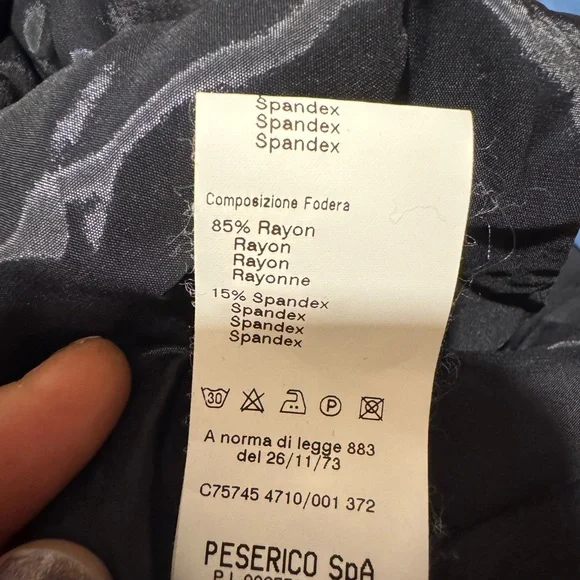 Spandex
Spandex
Spandex
Composizione Fodera
85% Rayon
Rayon
Rayon
Rayonne
15% Spandex
Spandex
Spandex
Spandex
30
P
A norma di legge 883
del 26/11/73
C75745 4710/001 372
PESERICO SpA